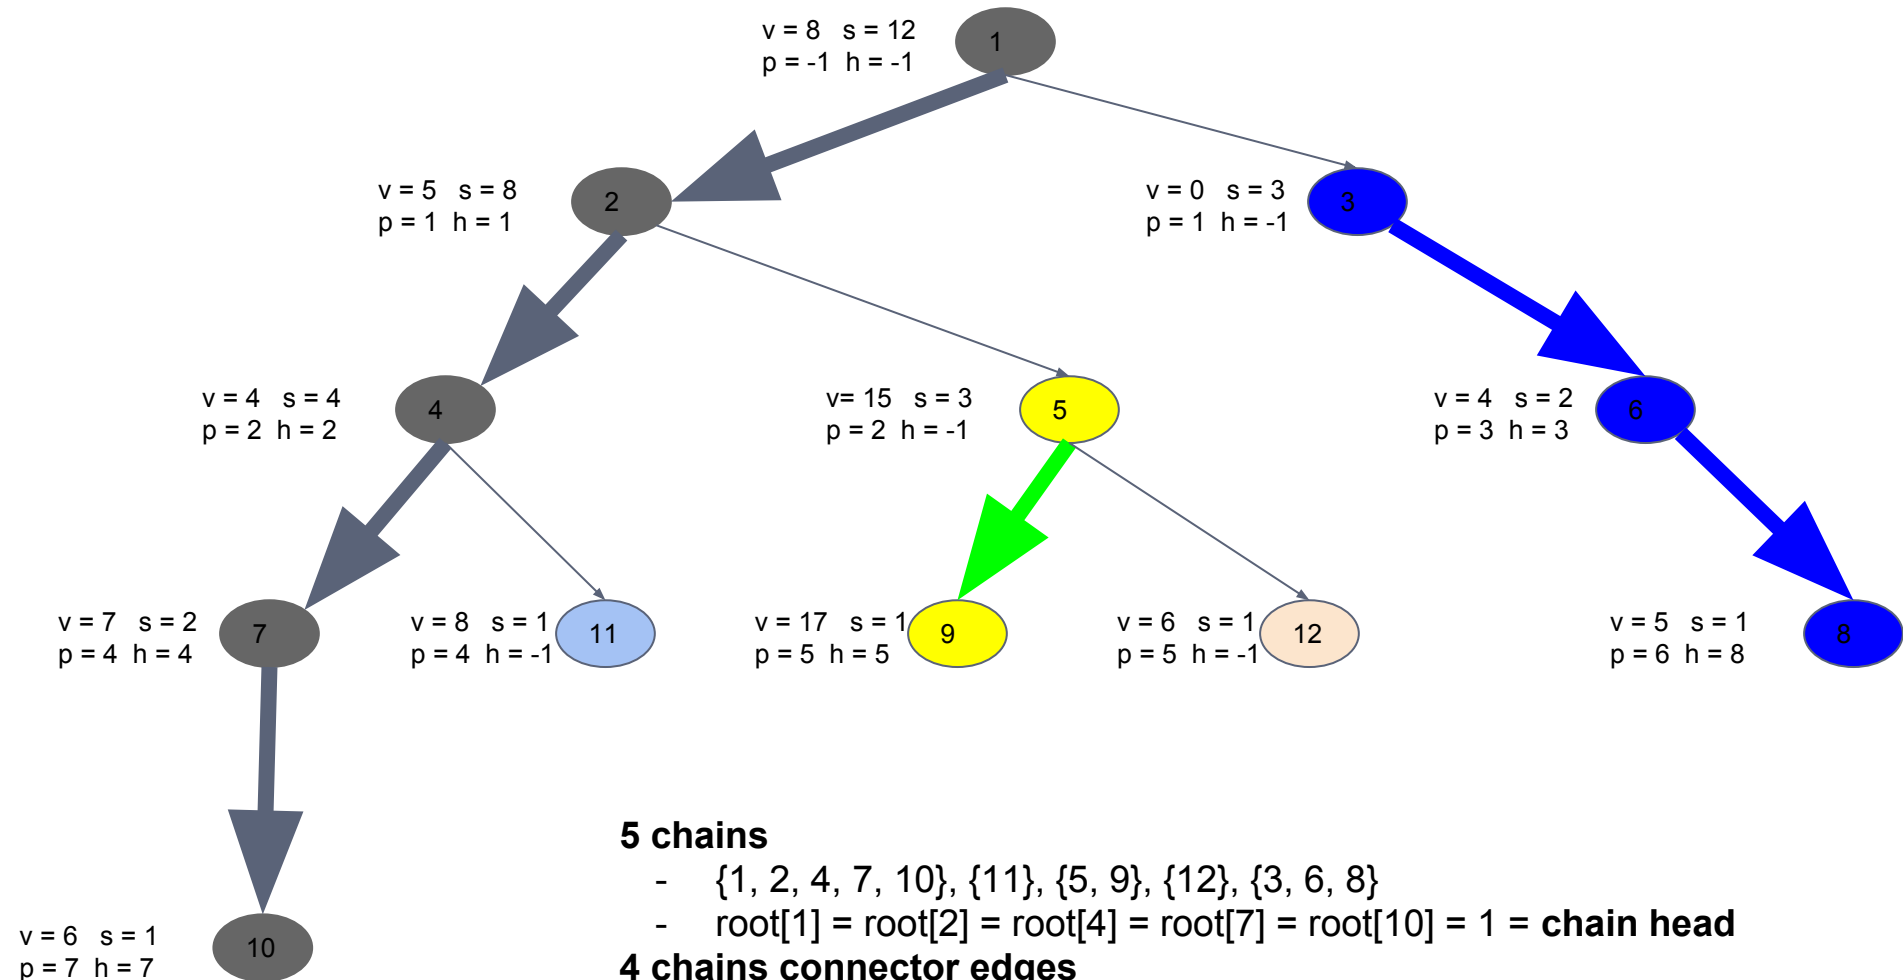 v = 8 s = 12
p = -1 h = -1
1
v = 5 s = 8
p = 1 h = 1
2
v = 0 s = 3
p = 1 h = -1
3
v = 4 s = 4
p = 2 h = 2
4
v= 15 s = 3
p = 2 h = -1
5
v = 4 s = 2
p = 3 h = 3
6
v = 7 s = 2
p = 4 h = 4
7
v = 8 s = 1
p = 4 h = -1
11
v = 17 s = 1
p = 5 h = 5
9
v = 6 s = 1
p = 5 h = -1
12
v = 5 s = 1
p = 6 h = 8
8
v = 6 s = 1
p = 7 h = 7
10
5 chains
- {1, 2, 4, 7, 10}, {11}, {5, 9}, {12}, {3, 6, 8}
- root[1] = root[2] = root[4] = root[7] = root[10] = 1 = chain head
4 chains connector edges